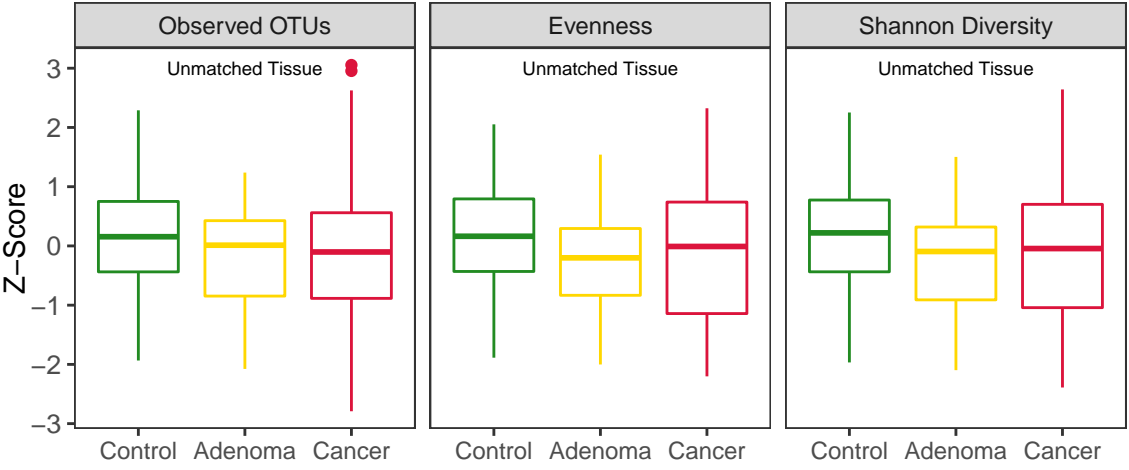 Observed OTUs
Evenness
Shannon Diversity
Unmatched Tissue
Unmatched Tissue
Unmatched Tissue
Z−Score
3
2
1
0
−1
−2
−3
Control Adenoma Cancer
Control Adenoma Cancer
Control Adenoma Cancer